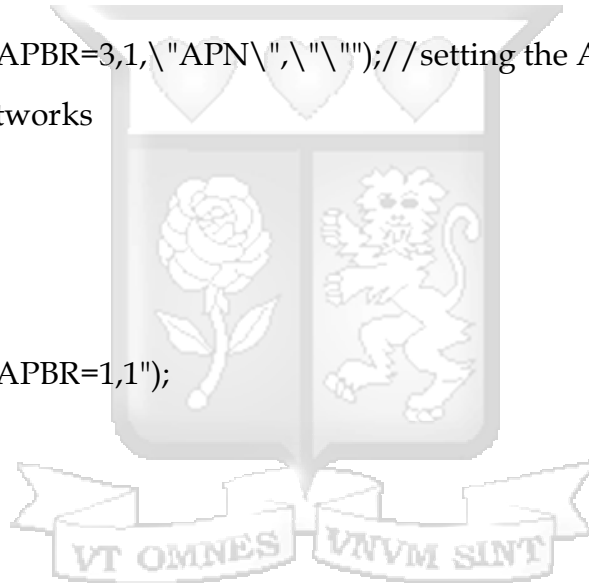 APBR=3,1,\"APN\",\"\"");//setting the A
tworks
APBR=1,1");
VT OMNES VNVM SINT